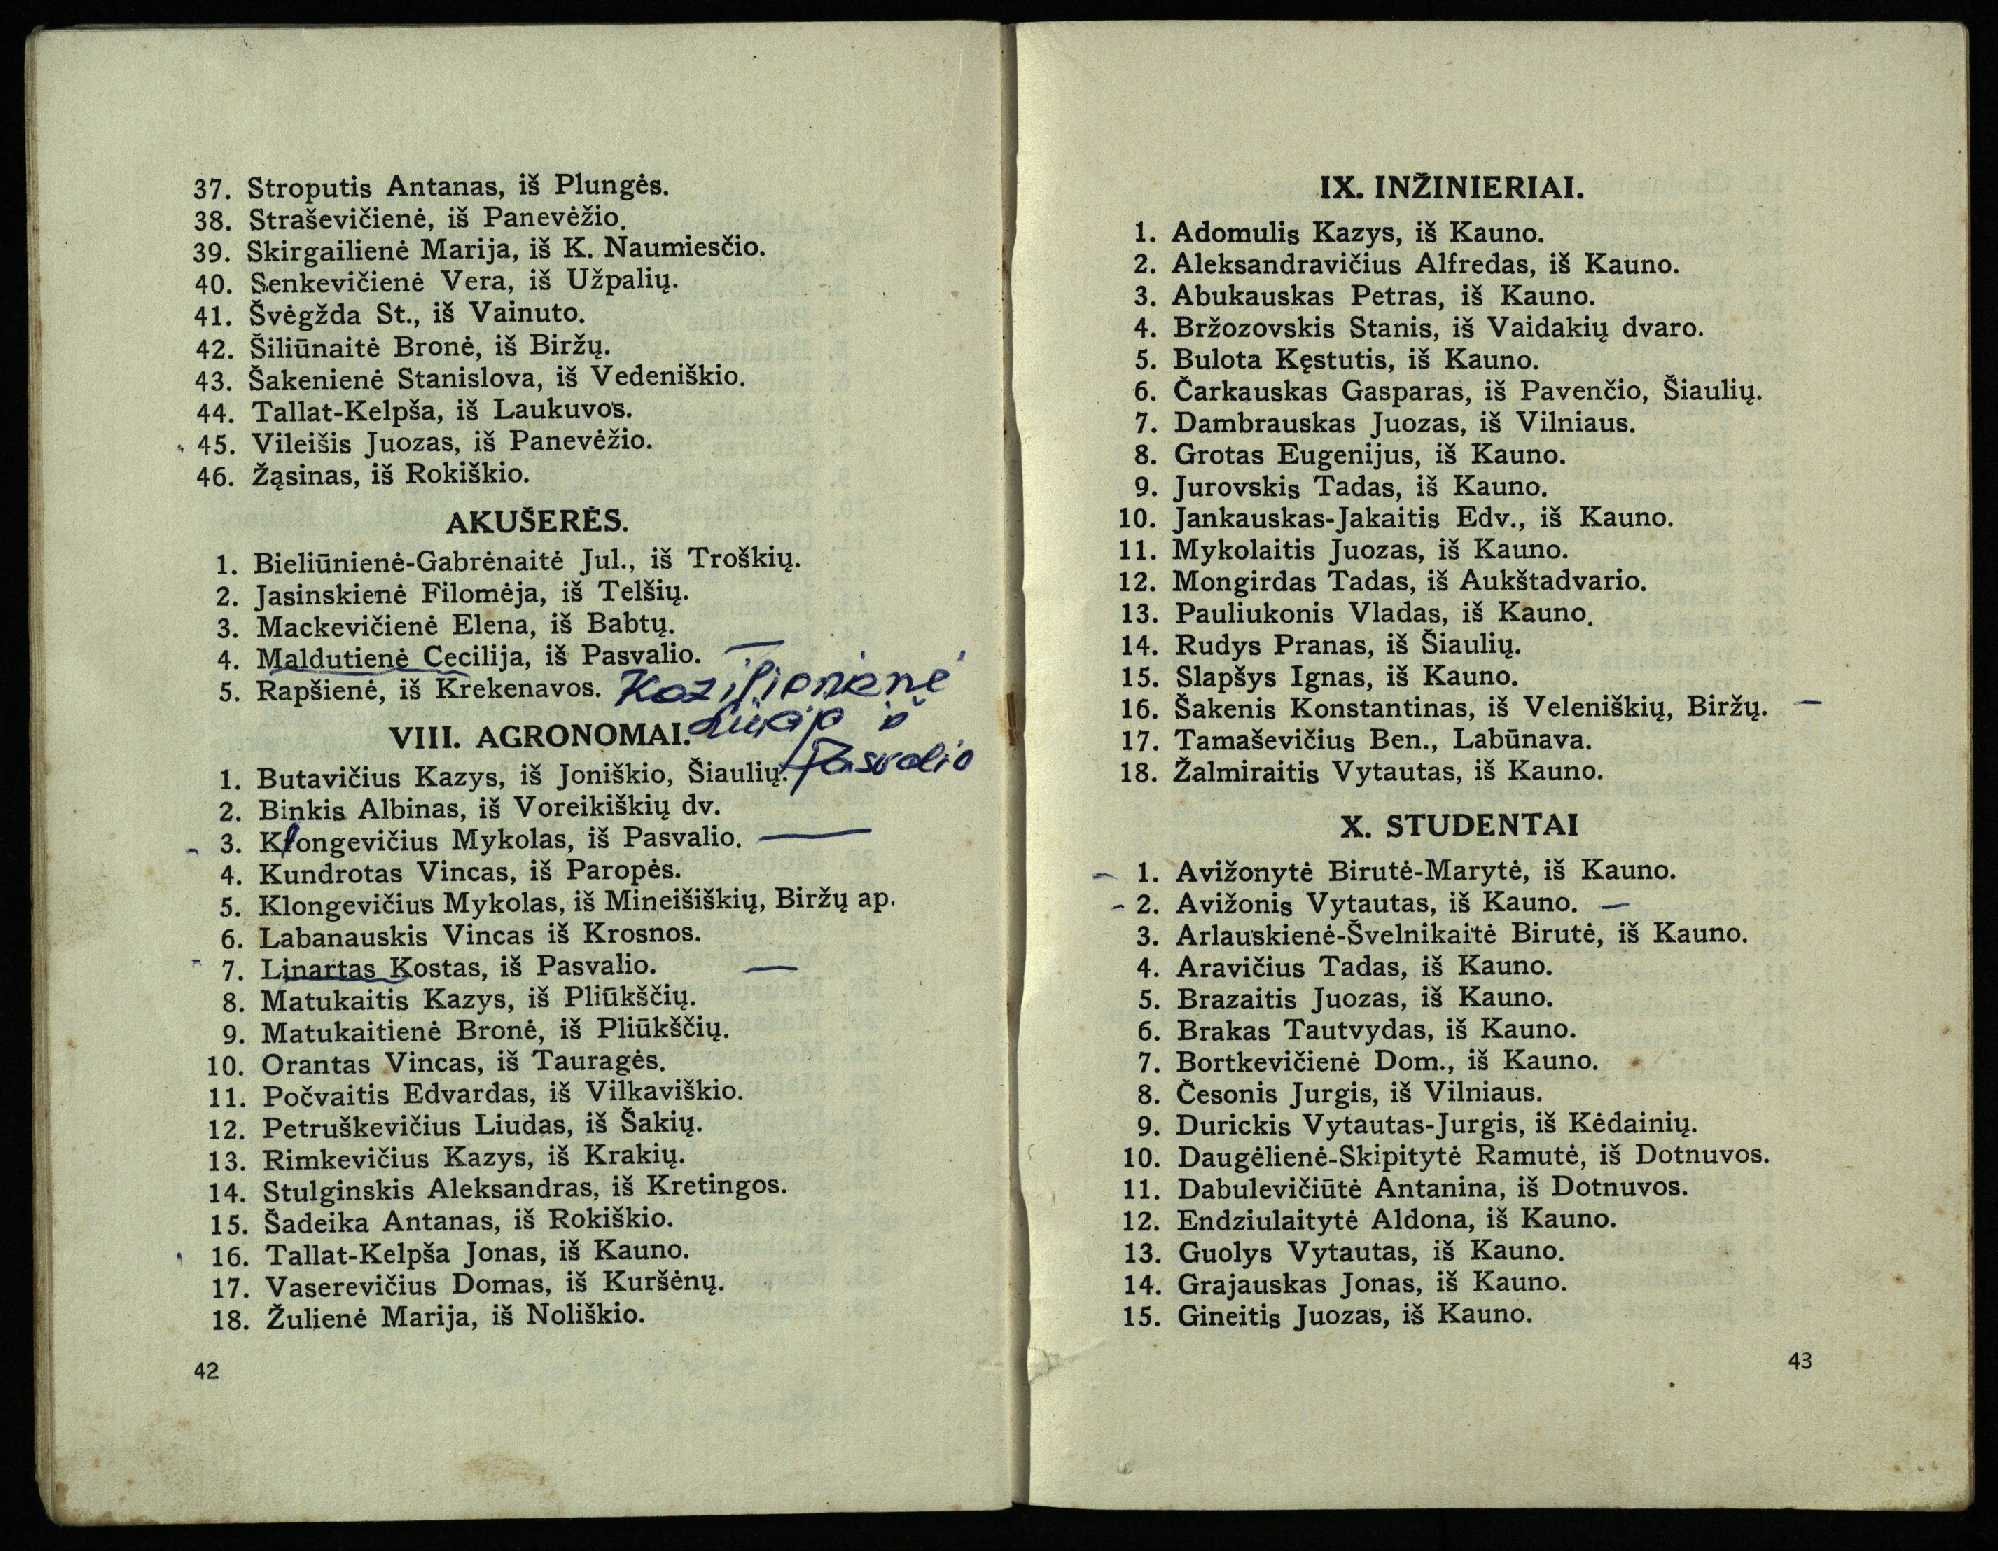 37. Stroputis Antanas, iš Plungės.
38. Straševičienė, iš Panevėžio.
39. Skirgailienė Marija, iš K. Naumiesčio.
40. Senkevičienė Vera, iš Užpalių.
41. Švėgžda St., iš Vainuto.
42. Šiliūnaitė Bronė, iš Biržų.
43. Šakenienė Stanislova, iš Vedeniškio.
44. Tallat-Kelpša, iš Laukuvos.
45. Vileišis Juozas, iš Panevėžio.
46. Žąsinas, iš Rokiškio.
AKUŠERĖS.
1. Bieliūnienė-Gabrėnaitė Jul., iš Troškių.
2. Jasinskienė Filomėja, iš Telšių.
3. Mackevičienė Elena, iš Babtų.
4. Maldutienė Cecilija, iš Pasvalio.
5. Rapšienė, iš Krekenavos.
iš
Pasvalio
VIII. AGRONOMAI.
1. Butavičius Kazys, iš Joniškio, Šiaulių.
2. Binkis Albinas, iš Voreikiškių dv.
3. Klongevičius Mykolas, iš Pasvalio.
4. Kundrotas Vincas, iš Paropės.
5. Klongevičius Mykolas, iš Mineišiškių, Biržų ap.
6. Labanauskis Vincas iš Krosnos.
7. Linartas Kostas, iš Pasvalio.
8. Matukaitis Kazys, iš Pliūkščių.
9. Matukaitienė Bronė, iš Pliūkščių.
10. Orantas Vincas, iš Tauragės.
11. Počvaitis Edvardas, iš Vilkaviškio.
12. Petruškevičius Liudas, iš Šakių.
13. Rimkevičius Kazys, iš Krakių.
14. Stulginskis Aleksandras, iš Kretingos.
15. Šadeika Antanas, iš Rokiškio.
16. Tallat-Kelpša Jonas, iš Kauno.
17. Vaserevičius Domas, iš Kuršėnų.
18. Žulienė Marija, iš Noliškio.
42
IX. INŽINIERIAI.
1. Adomulis Kazys, iš Kauno.
2. Aleksandravičius Alfredas, iš Kauno.
3. Abukauskas Petras, iš Kauno.
4. Bržozovskis Stanis, iš Vaidakių dvaro.
5. Bulota Kęstutis, iš Kauno.
6. Čarkauskas Gasparas, iš Pavenčio, Šiaulių.
7. Dambrauskas Juozas, iš Vilniaus.
8. Grotas Eugenijus, iš Kauno.
9. Jurovskis Tadas, iš Kauno.
10. Jankauskas-Jakaitis Edv., iš Kauno.
11. Mykolaitis Juozas, iš Kauno.
12. Mongirdas Tadas, iš Aukštadvario.
13. Pauliukonis Vladas, iš Kauno.
14. Rudys Pranas, iš Šiaulių.
15. Slapšys Ignas, iš Kauno.
16. Šakenis Konstantinas, iš Veleniškių, Biržų.
17. Tamaševičius Ben., Labūnava.
18. Žalmiraitis Vytautas, iš Kauno.
X. STUDENTAI
1. Avižonytė Birutė-Marytė, iš Kauno.
2. Avižonis Vytautas, iš Kauno.
3. Arlauskienė-Švelnikaitė Birutė, iš Kauno.
4. Aravičius Tadas, iš Kauno.
5. Brazaitis Juozas, iš Kauno.
6. Brakas Tautvydas, iš Kauno.
7. Bortkevičienė Dom., iš Kauno.
8. Česonis Jurgis, iš Vilniaus.
9. Durickis Vytautas-Jurgis, iš Kėdainių.
10. Daugėlienė-Skipitytė Ramutė, iš Dotnuvos.
11. Dabulevičiūtė Antanina, iš Dotnuvos.
12. Endziulaitytė Aldona, iš Kauno.
13. Guolys Vytautas, iš Kauno.
14. Grajauskas Jonas, iš Kauno.
15. Gineitis Juozas, iš Kauno.
43